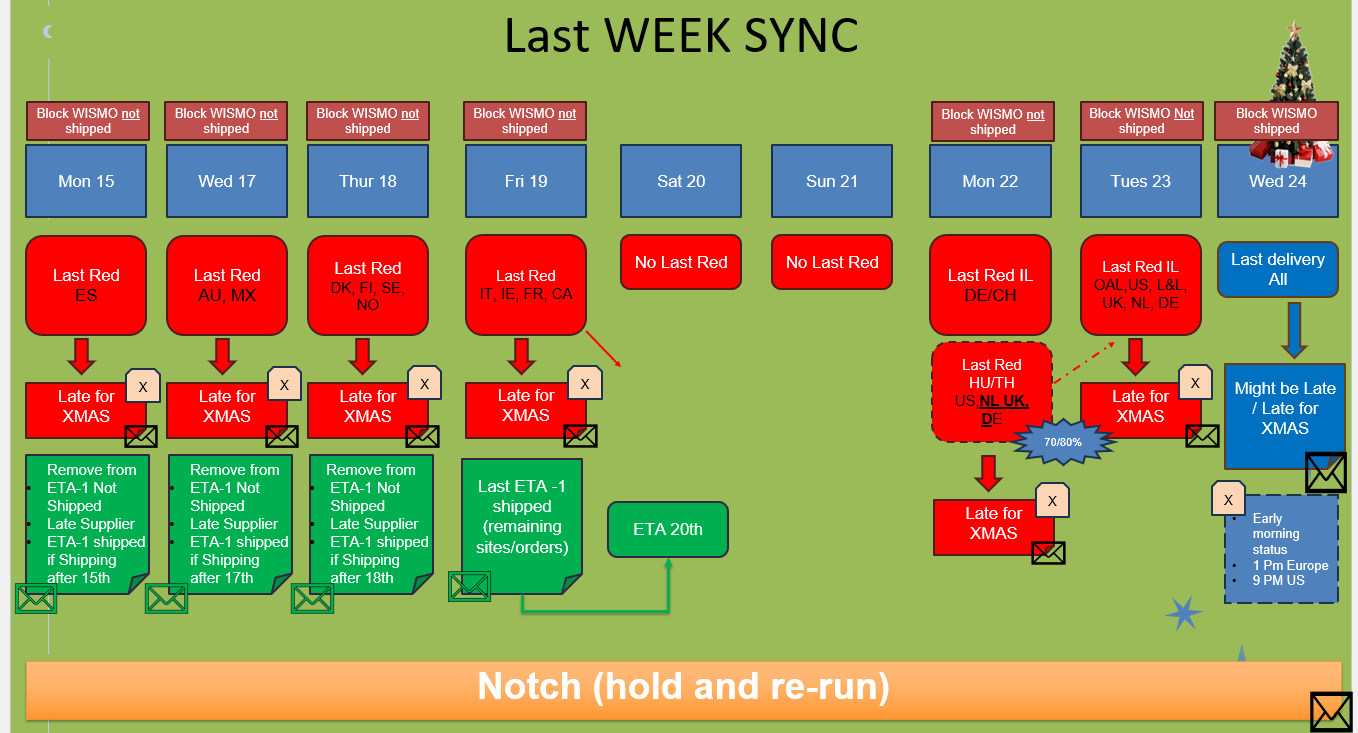 Last WEEK SYNC
Block WISMO not
shipped
Block WISMO not
shipped
Block WISMO not
shipped
Block WISMO not
shipped
Block WISMO not
shipped
Block WISMO Not
shipped
Block WISMO
shipped
Mon 15
Wed 17
Thur 18
Fri 19
Sat 20
Sun 21
Mon 22
Tues 23
Wed 24
Last Red
ES
Last Red
AU, MX
Last Red
DK, FI, SE,
NO
Last Red
IT, IE, FR, CA
No Last Red
No Last Red
Last Red IL
DE/CH
Last Red IL
OAL,US, L&L,
UK, NL, DE
Last delivery
All
Last Red
HU/TH
US,NL UK,
DE
70/80%
Late for
XMAS
X
Late for
XMAS
X
Late for
XMAS
X
Late for
XMAS
X
Late for
XMAS
X
Late for
XMAS
X
Might be Late
/ Late for
XMAS
Remove from
• ETA-1 Not
Shipped
• Late Supplier
• ETA-1 shipped
if Shipping
after 15th
Remove from
• ETA-1 Not
Shipped
• Late Supplier
• ETA-1 shipped
if Shipping
after 17th
Remove from
• ETA-1 Not
Shipped
• Late Supplier
• ETA-1 shipped
if Shipping
after 18th
Last ETA -1
shipped
(remaining
sites/orders)
ETA 20th
X
• Early
morning
status
• 1 Pm Europe
• 9 PM US
Notch (hold and re-run)